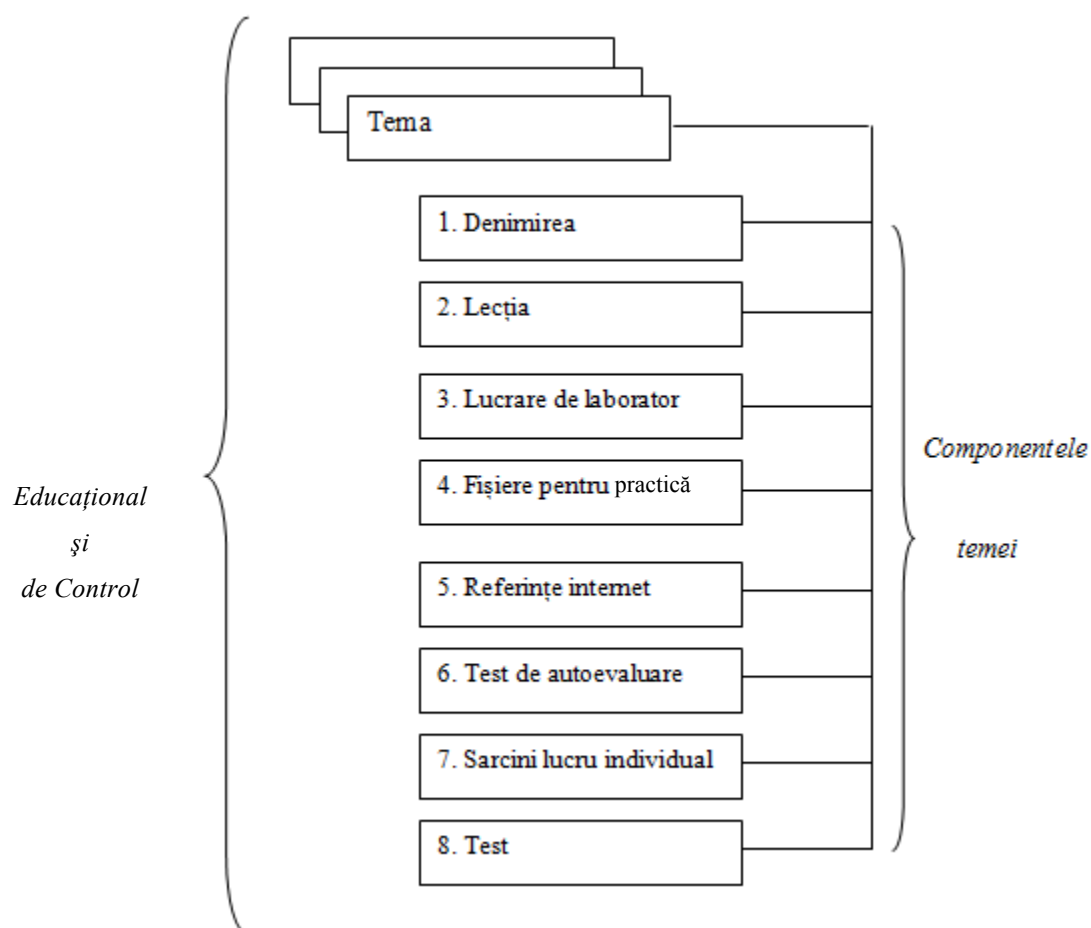 Tema
1. Denimirea
2. Lecția
3. Lucrare de laborator
4. Fișiere pentru practică
5. Referințe internet
6. Test de autoevaluare
7. Sarcini lucru individual
8. Test
Educațional
şi
de Control
Componentele
temei